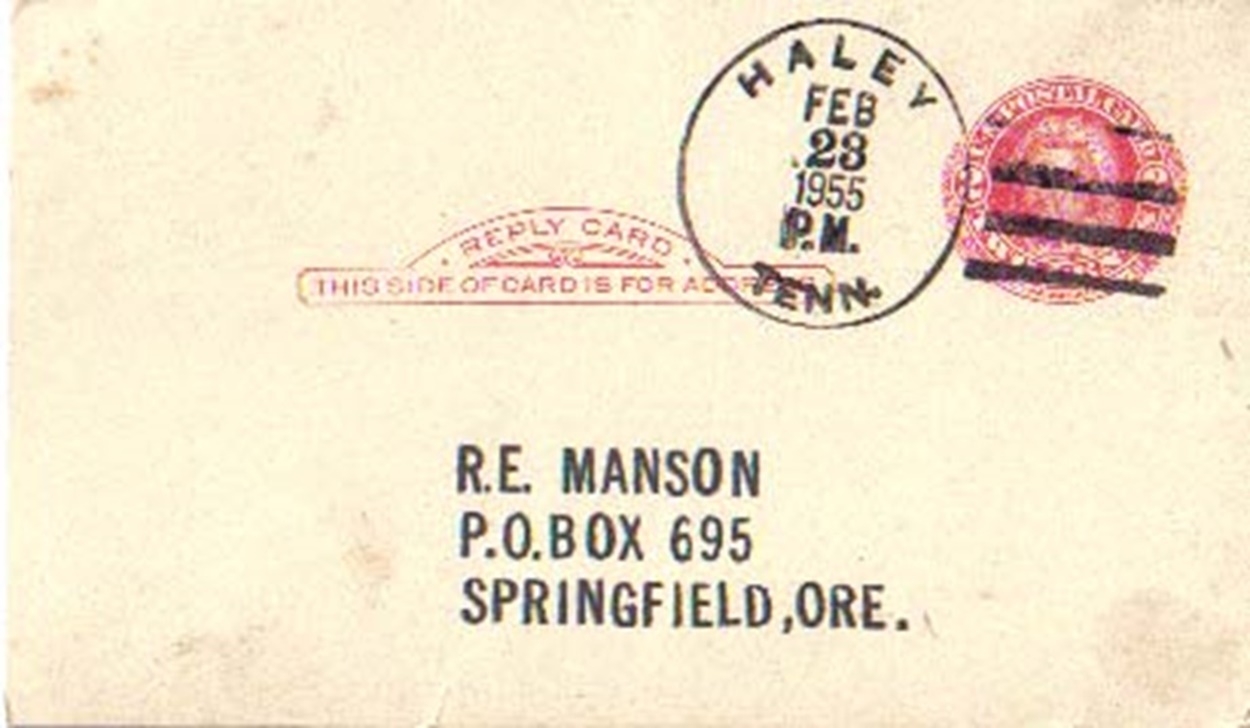 HALEY
FEB
23
1955
P.M.
TENN.
REPLY CARD
THIS SIDE OF CARD IS FOR ADDRESS
R.E. MANSON
P.O.BOX 695
SPRINGFIELD,ORE.